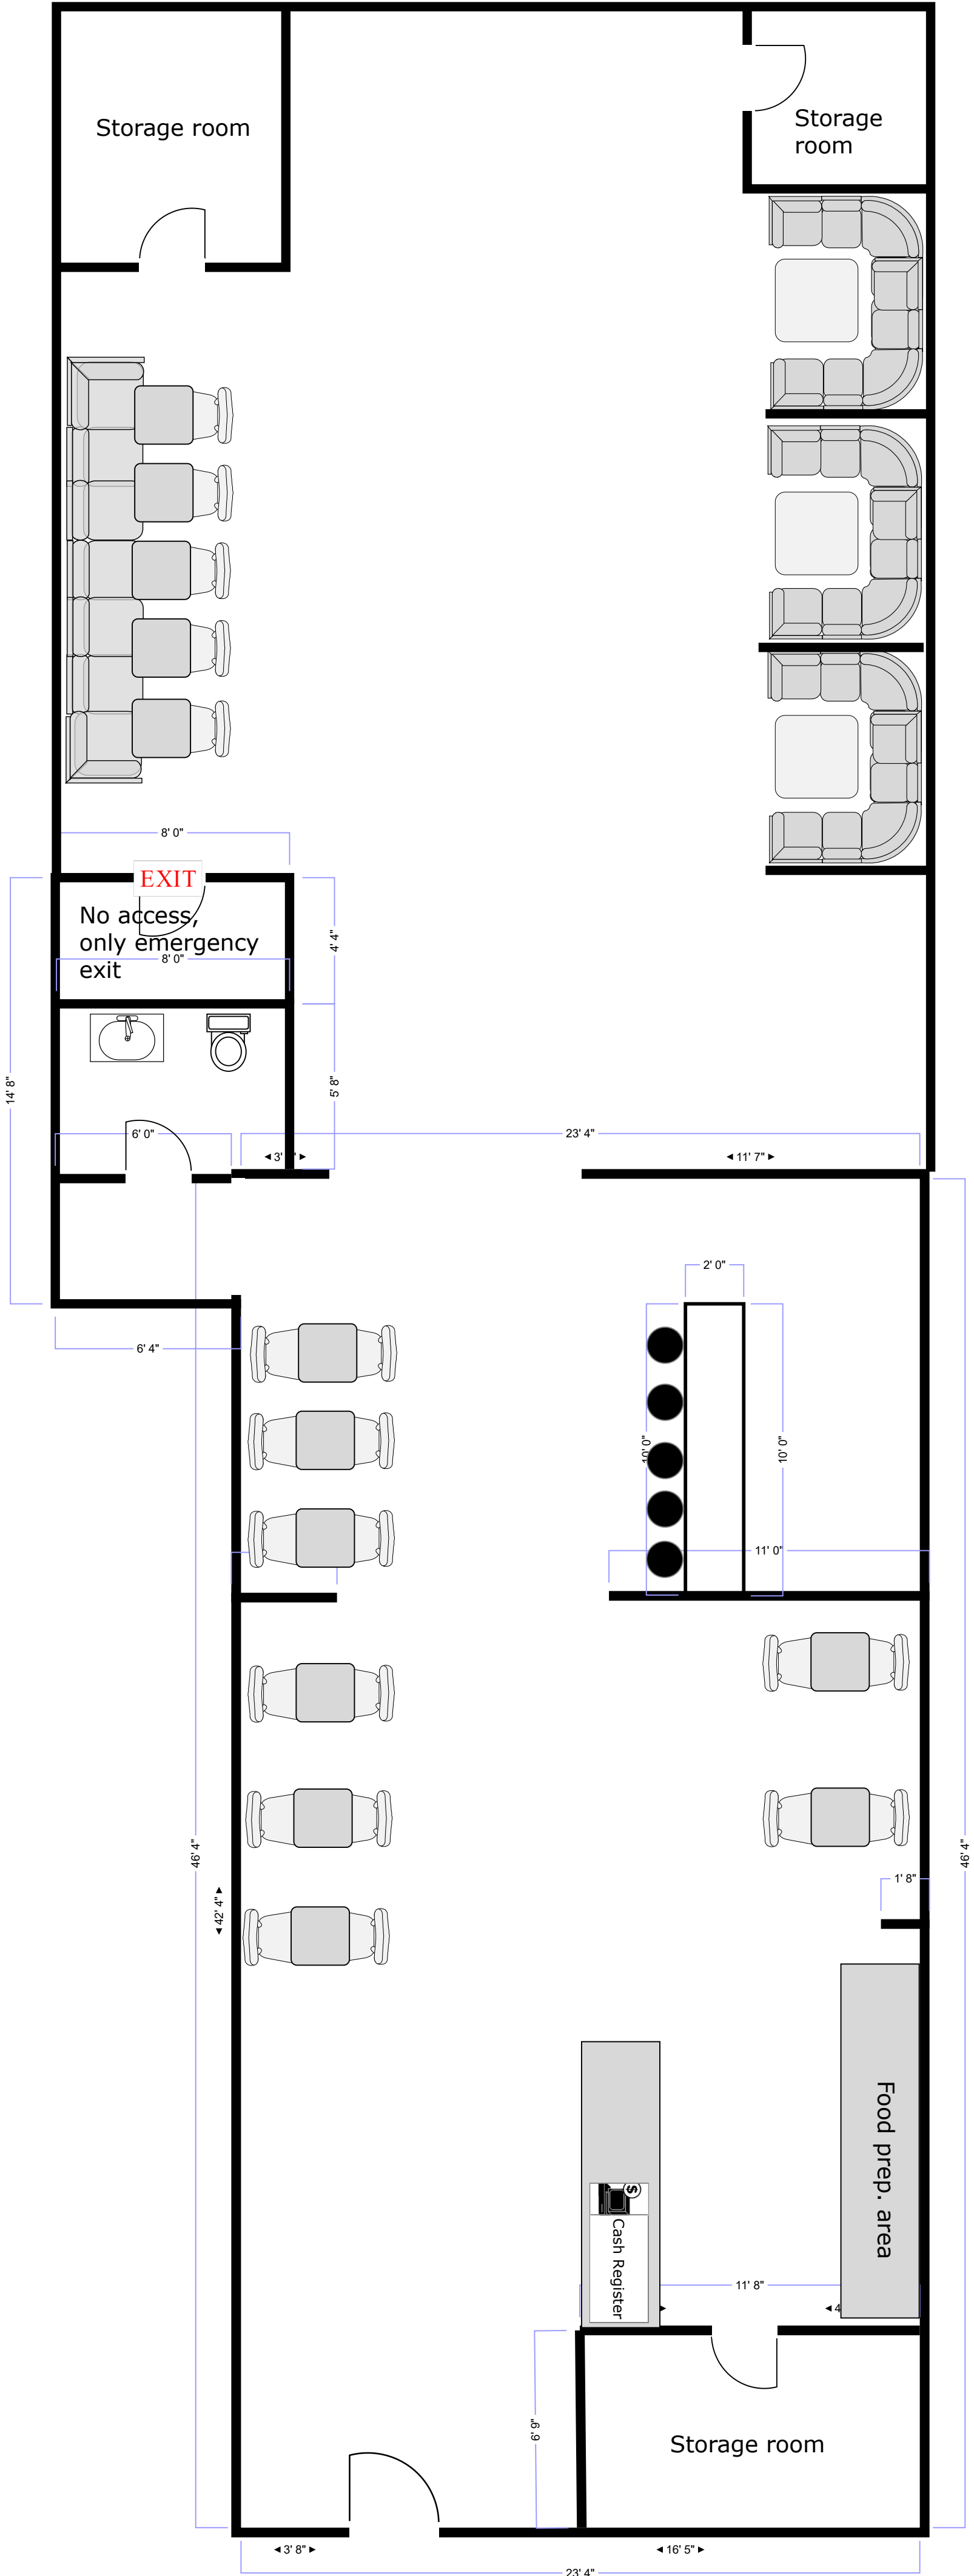 Storage room
Storage
room
8' 0"
EXIT
No access,
only emergency
exit
8' 0"
4' 4"
14' 8"
5' 8"
6' 0"
23' 4"
11' 7"
2' 0"
6' 4"
10' 0"
10' 0"
11' 0"
46' 4"
42' 4"
1' 8"
46' 4"
Food prep. area
$
Cash Register
11' 8"
6' 9"
Storage room
3' 8"
16' 5"
23' 4"